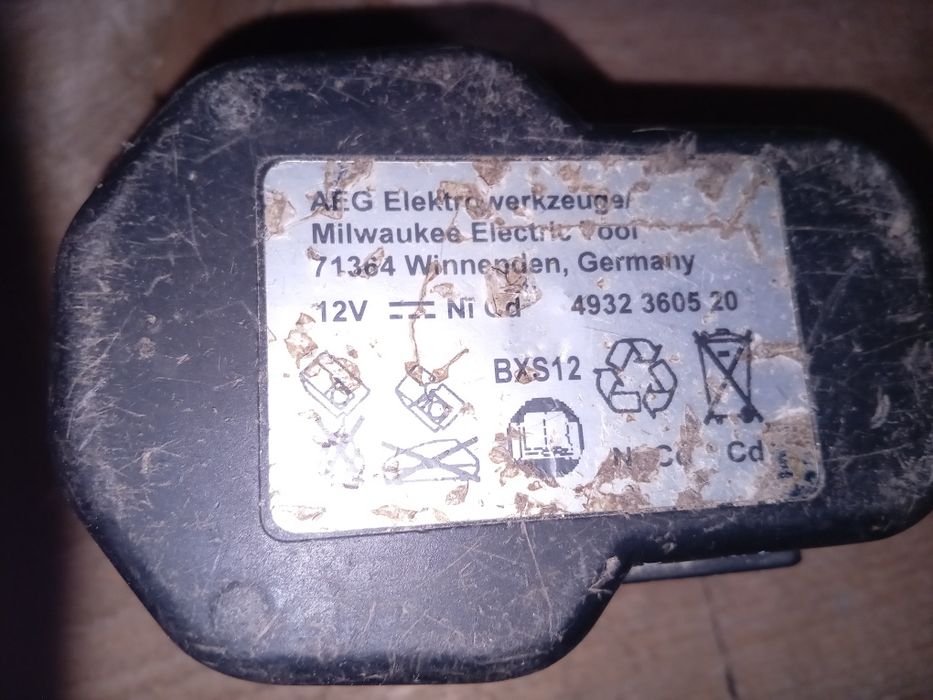 AEG Elektrowerkzeuge/
Milwaukee Electric Tool
71364 Winnenden, Germany
12V Ni Cd 4932 3605 20
BXS12
Cd